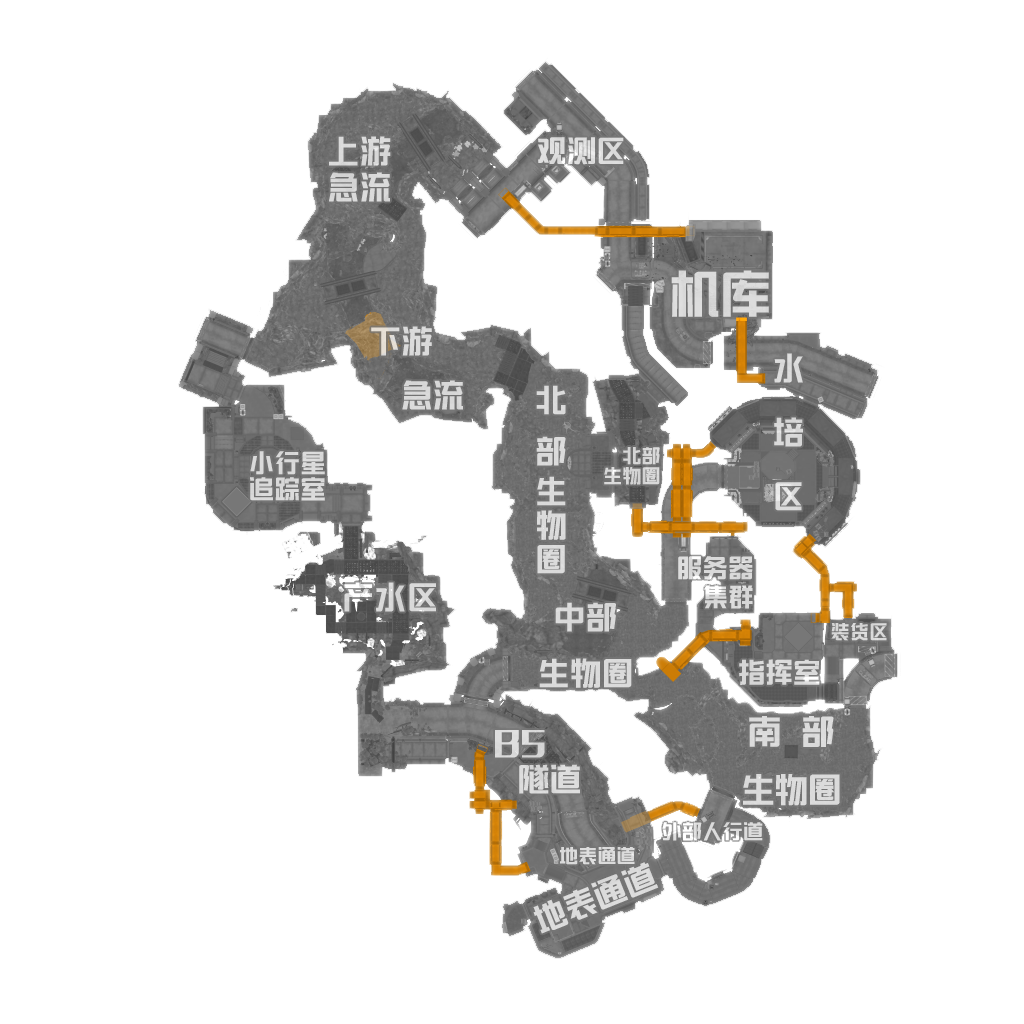 上游
急流
观测区
机库
下游
急流
水
培
区
北
部
生
物
圈
北部
生物圈
小行星
追踪室
服务器
集群
芦水区
中部
生物圈
装货区
指挥室
南部
生物圈
B5
隧道
外部人行道
地表通道
地表通道